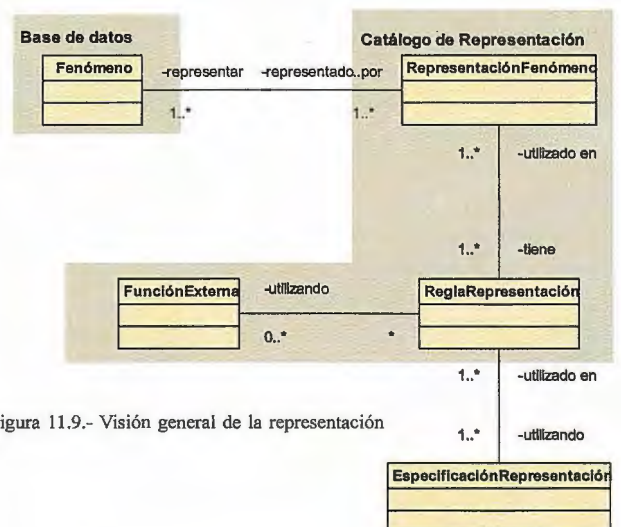 Base de datos
Catálogo de Representación
Fenómeno
-representar
-representado..por
RepresentaciónFenómeno
1..*
1..*
1..*
-utilizado en
1..*
-tiene
FunciónExterna
-utilizando
ReglaRepresentación
0..*
*
1..*
-utilizado en
igura 11.9.- Visión general de la representación
1..*
-utilizando
EspecificaciónRepresentación